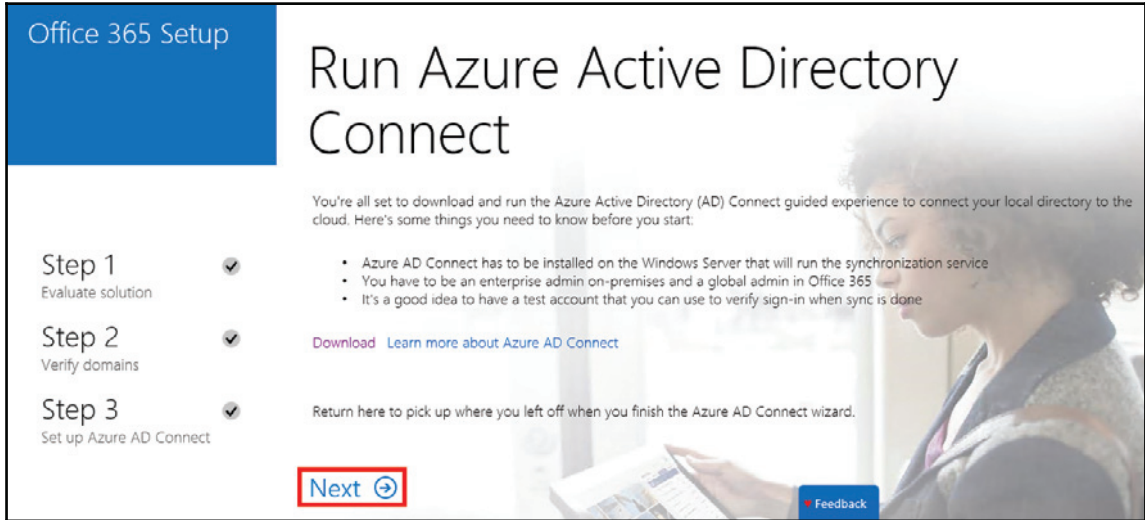 Office 365 Setup
Run Azure Active Directory
Connect
You're all set to download and run the Azure Active Directory (AD) Connect guided experience to connect your local directory to the
cloud. Here's some things you need to know before you start:
• Azure AD Connect has to be installed on the Windows Server that will run the synchronization service
• You have to be an enterprise admin on-premises and a global admin in Office 365
• It's a good idea to have a test account that you can use to verify sign-in when sync is done
Step 1
Evaluate solution
Step 2
Verify domains
Step 3
Set up Azure AD Connect
Download Learn more about Azure AD Connect
Return here to pick up where you left off when you finish the Azure AD Connect wizard.
Next
Feedback